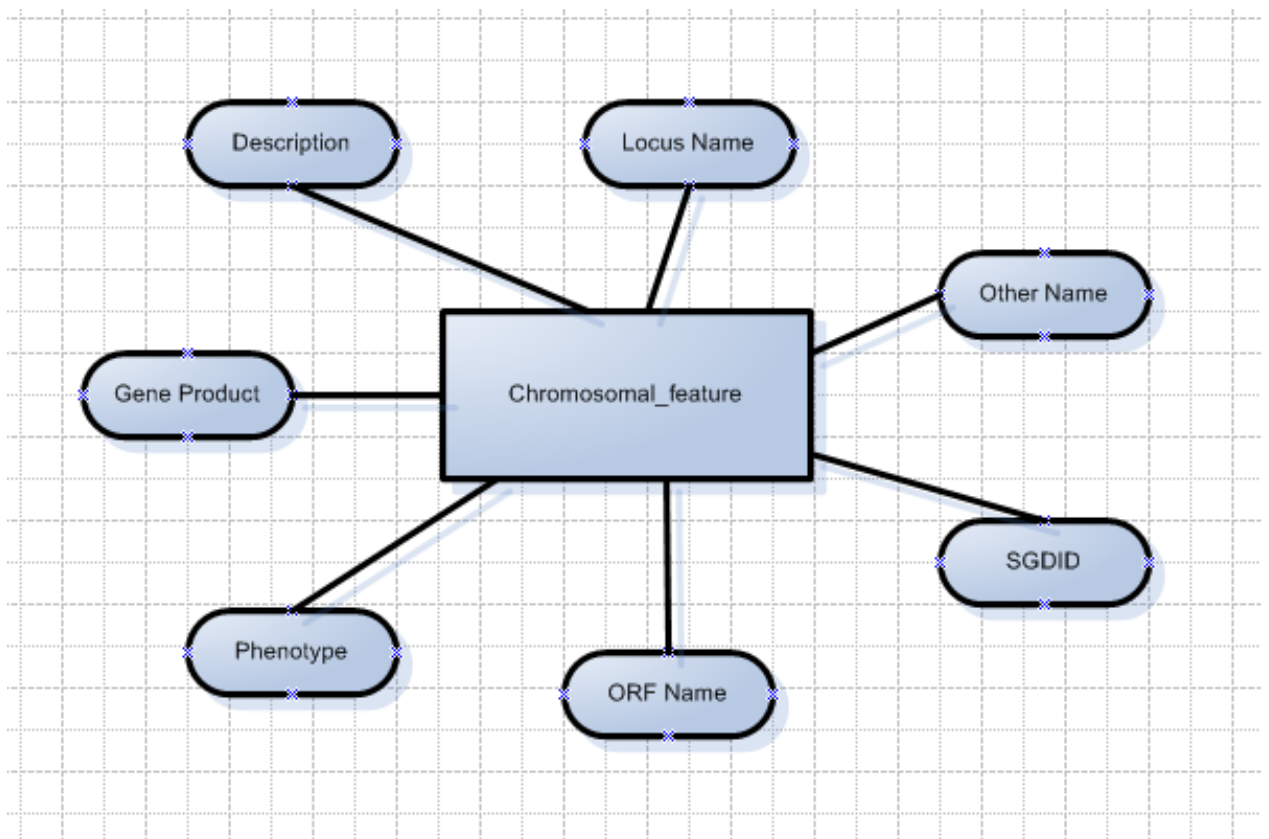 Description
Locus Name
Other Name
Gene Product
Chromosomal_feature
SGDID
Phenotype
ORF Name